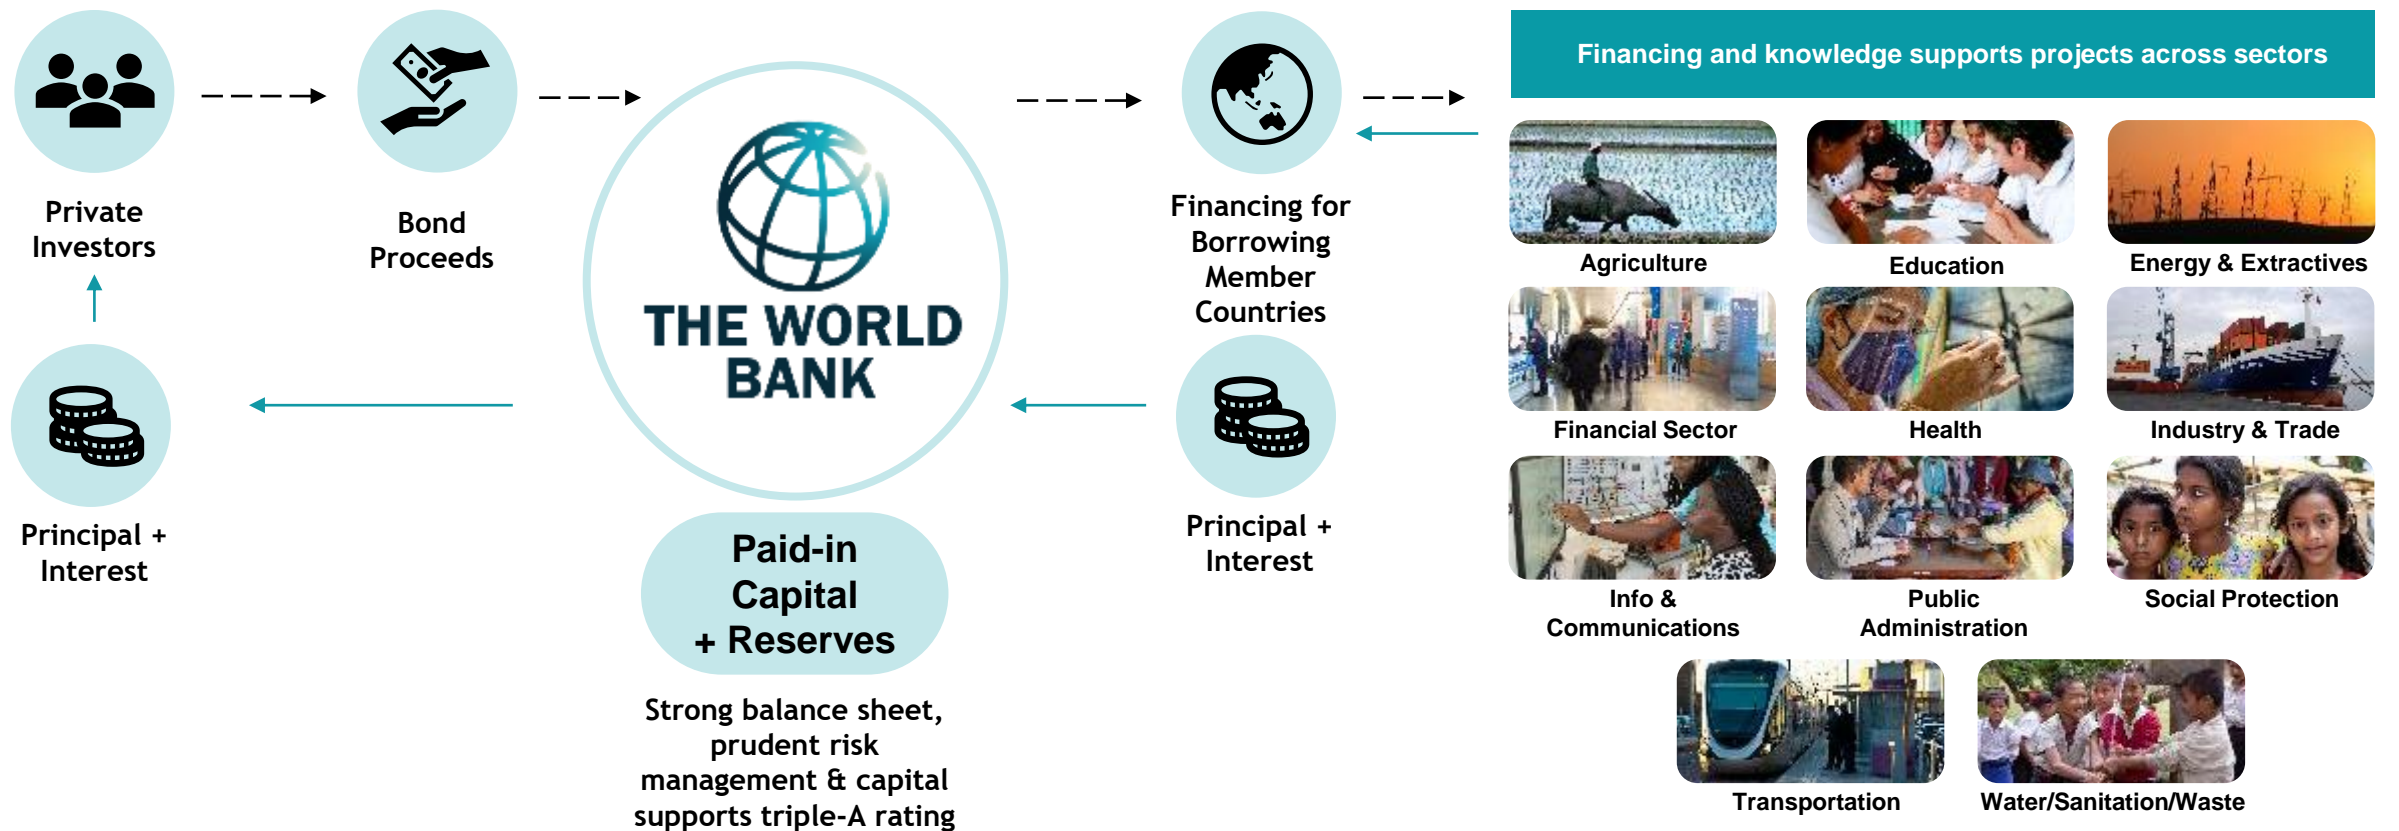 Private
Investors
Bond
Proceeds
THE WORLD
BANK
Financing for
Borrowing
Member
Countries
Principal +
Interest
Paid-in
Capital
+ Reserves
Strong balance sheet,
prudent risk
management & capital
supports triple-A rating
Principal +
Interest
Financing and knowledge supports projects across sectors
Agriculture
Education
Energy & Extractives
Financial Sector
Health
Industry & Trade
Info &
Communications
Public
Administration
Social Protection
Transportation
Water/Sanitation/Waste